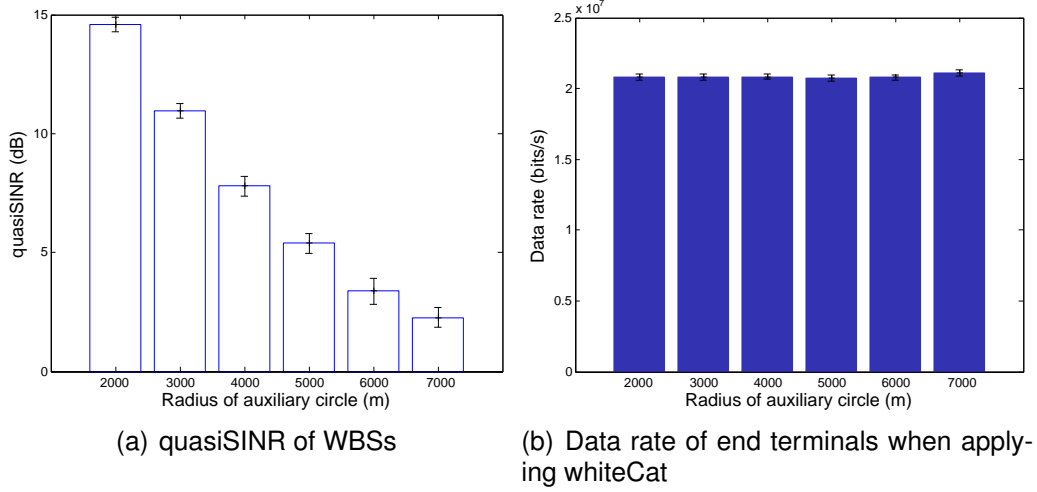 15
10
5
0
quasiSINR (dB)
2000 3000 4000 5000 6000 7000
Radius of auxiliary circle (m)
(a) quasiSINR of WBSs
x 10^7
2.5
2
1.5
1
0.5
0
Data rate (bits/s)
2000 3000 4000 5000 6000 7000
Radius of auxiliary circle (m)
(b) Data rate of end terminals when apply-
ing whiteCat